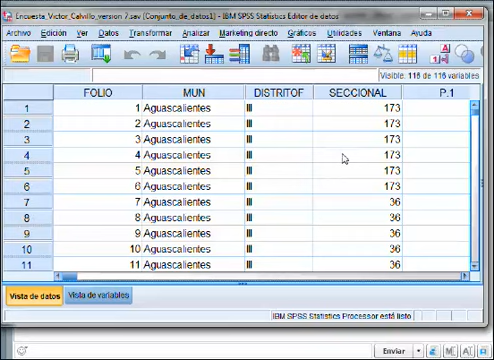 Encuesta_Victor_Calvillo_version 7.sav [Conjunto_de_datos1] - IBM SPSS Statistics Editor de datos
Archivo Edición Ver Datos Transformar Analizar Marketing directo Gráficos Utilidades Ventana Ayuda
Visible: 116 de 116 variables
FOLIO MUN DISTRITOF SECCIONAL P.1
1 1 Aguascalientes III 173
2 2 Aguascalientes III 173
3 3 Aguascalientes III 173
4 4 Aguascalientes III 173
5 5 Aguascalientes III 173
6 6 Aguascalientes III 173
7 7 Aguascalientes III 36
8 8 Aguascalientes III 36
9 9 Aguascalientes III 36
10 10 Aguascalientes III 36
11 11 Aguascalientes III 36
Vista de datos Vista de variables
IBM SPSS Statistics Processor está listo
Enviar